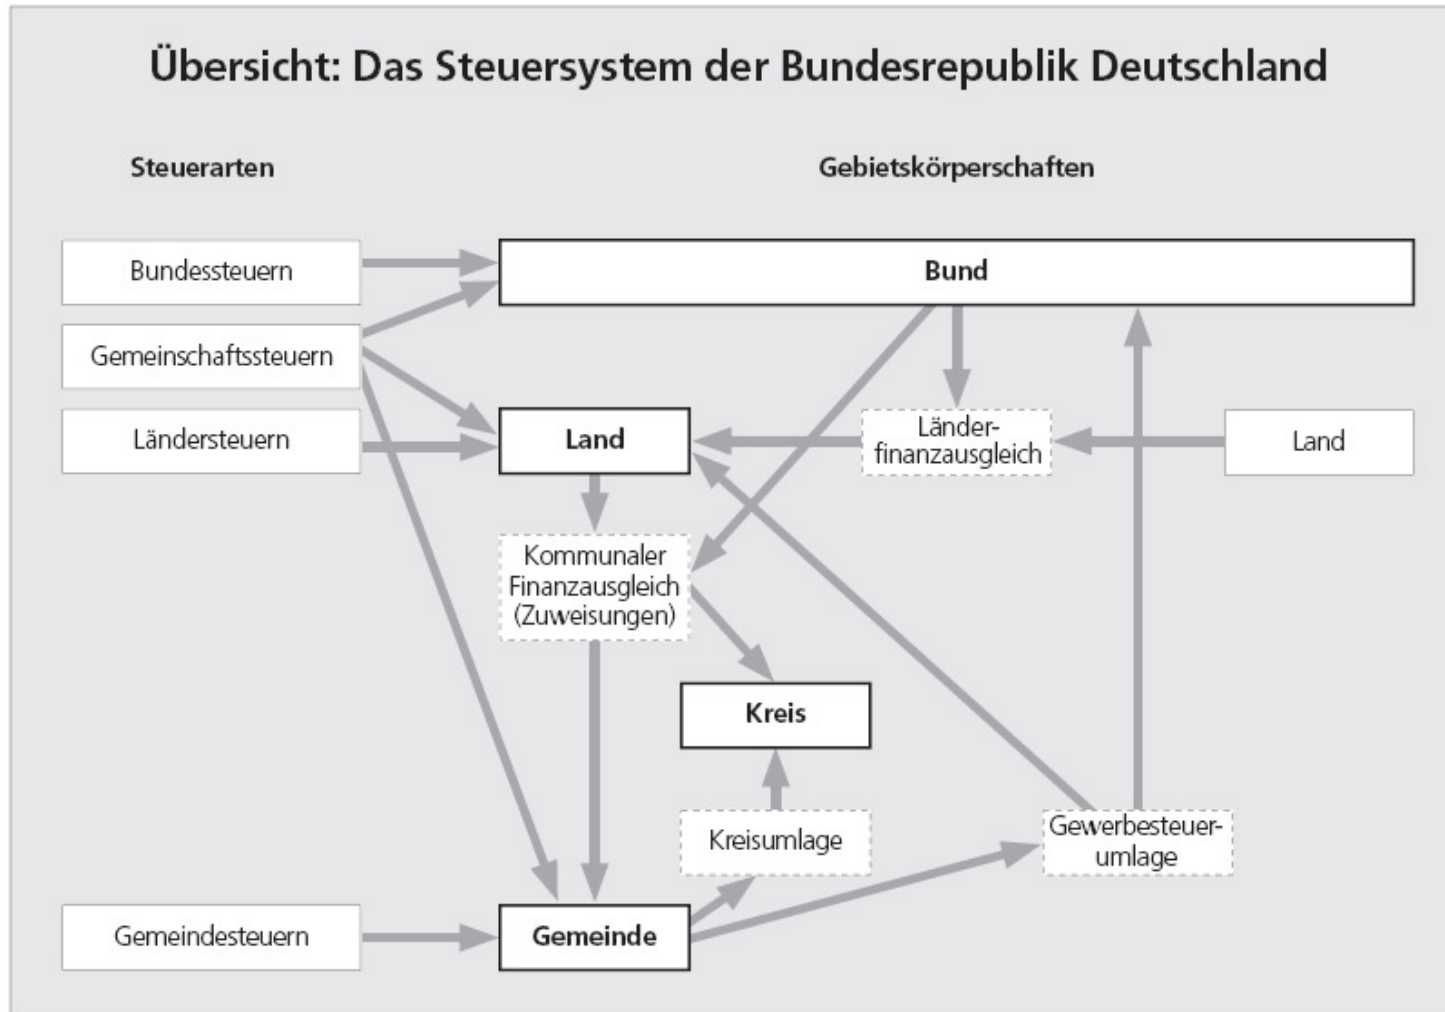 Übersicht: Das Steuersystem der Bundesrepublik Deutschland
Steuerarten
Gebietskörperschaften
Bundessteuern
Bund
Gemeinschaftssteuern
Ländersteuern
Land
Länder-
finanzausgleich
Land
Kommunaler
Finanzausgleich
(Zuweisungen)
Kreis
Kreisumlage
Gewerbesteuer-
umlage
Gemeindesteuern
Gemeinde